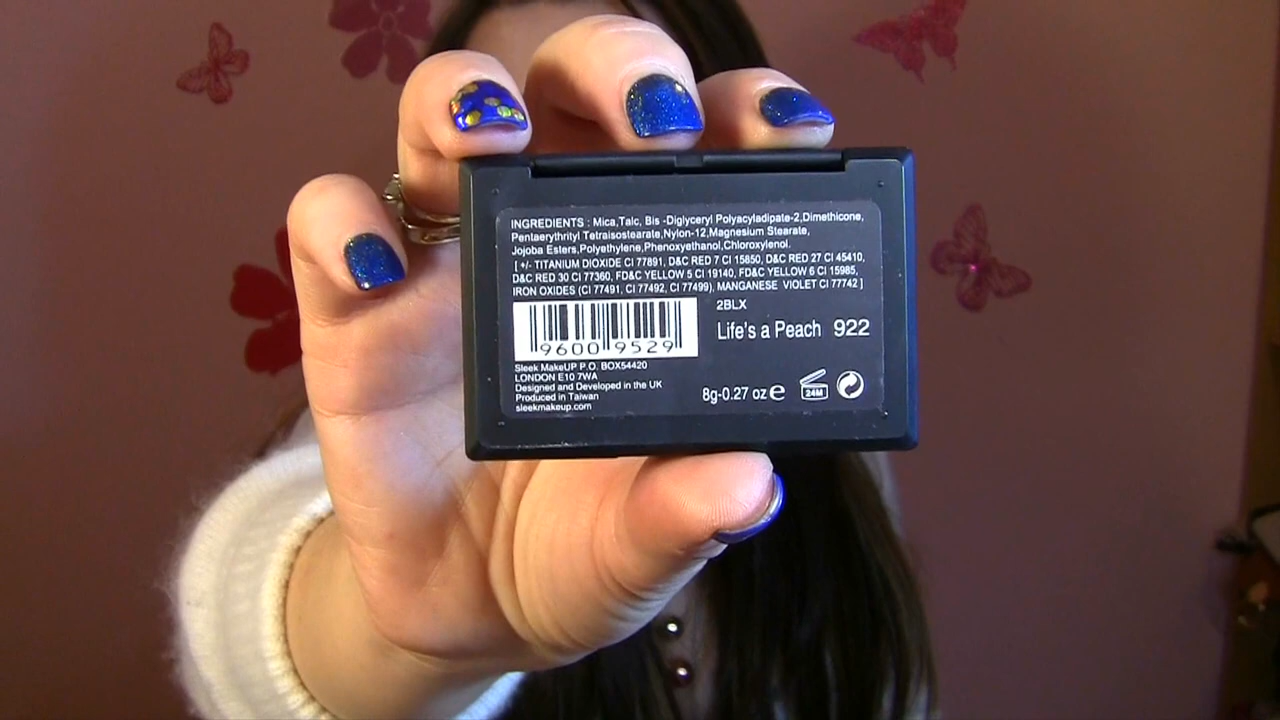 INGREDIENTS : Mica,Talc, Bis -Diglyceryl Polyacyladipate-2,Dimethicone,
Pentaerythrityl Tetraisostearate,Nylon-12,Magnesium Stearate,
Jojoba Esters,Polyethylene,Phenoxyethanol,Chloroxylenol.
[ +/- TITANIUM DIOXIDE CI 77891, D&C RED 7 CI 15850, D&C RED 27 CI 45410,
D&C RED 30 CI 77360, FD&C YELLOW 5 CI 19140, FD&C YELLOW 6 CI 15985,
IRON OXIDES (CI 77491, CI 77492, CI 77499), MANGANESE VIOLET CI 77742 ]
2BLX
Life's a Peach 922
9600 9529
Sleek MakeUP P.O. BOX54420
LONDON E10 7WA
Designed and Developed in the UK
Produced in Taiwan
sleekmakeup.com
8g-0.27 oz e
24M